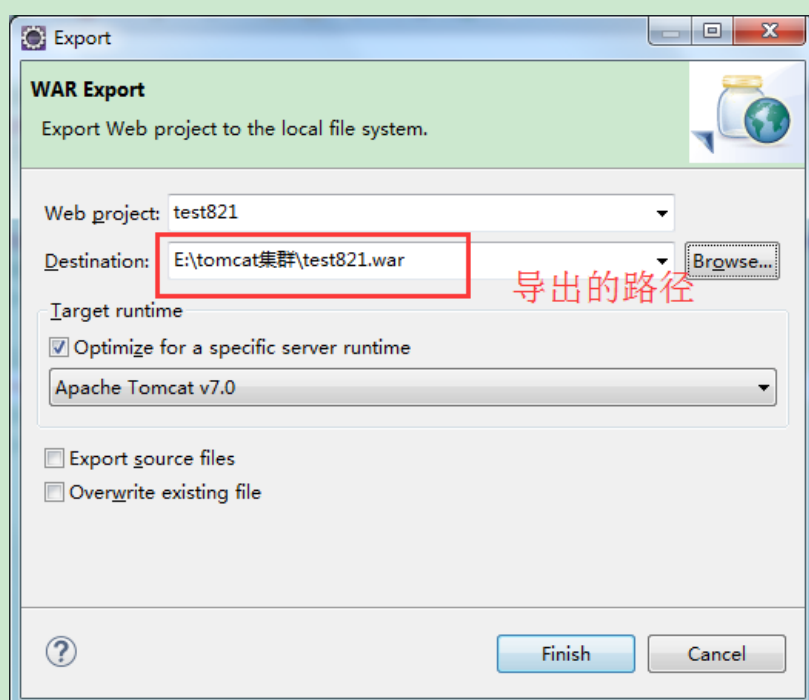 Export
WAR Export
Export Web project to the local file system.
Web project: test821
Destination: E:\tomcat集群\test821.war Browse...
导出的路径
Target runtime
Optimize for a specific server runtime
Apache Tomcat v7.0
Export source files
Overwrite existing file
? Finish Cancel